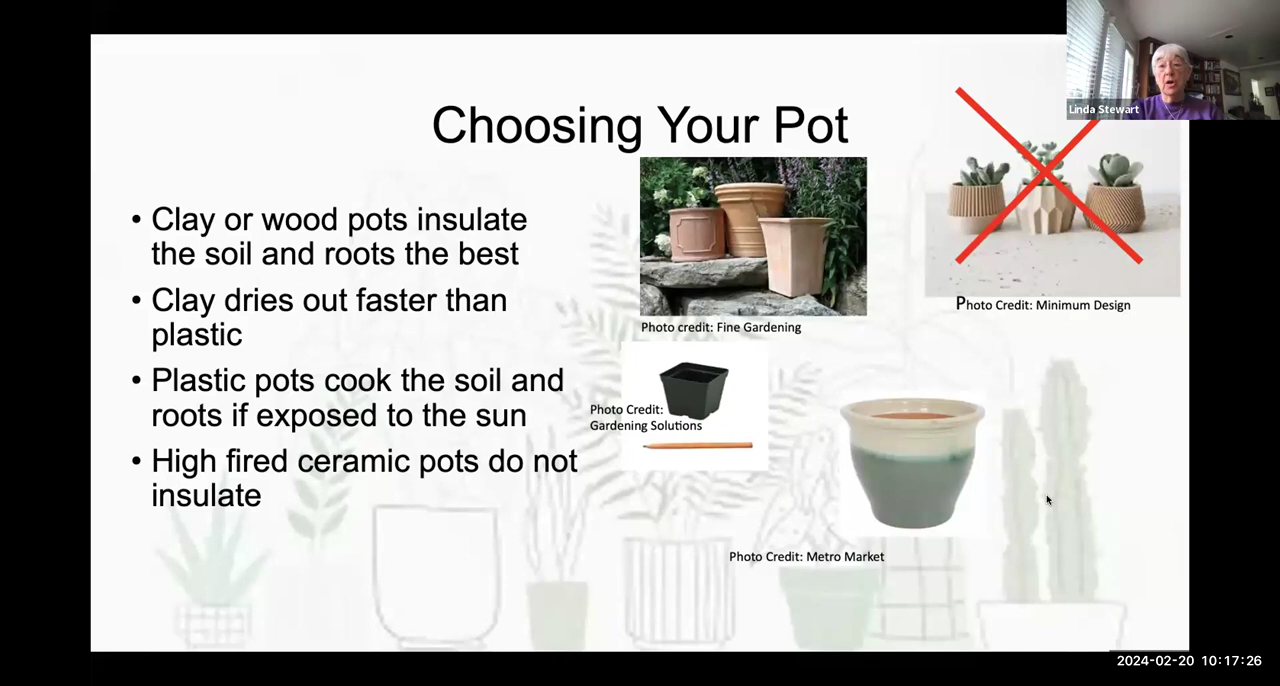 Linda Stewart
Choosing Your Pot
• Clay or wood pots insulate
the soil and roots the best
• Clay dries out faster than
plastic
• Plastic pots cook the soil and
roots if exposed to the sun
• High fired ceramic pots do not
insulate
Photo credit: Fine Gardening
Photo Credit: Minimum Design
Photo Credit:
Gardening Solutions
Photo Credit: Metro Market
2024-02-20 10:17:26